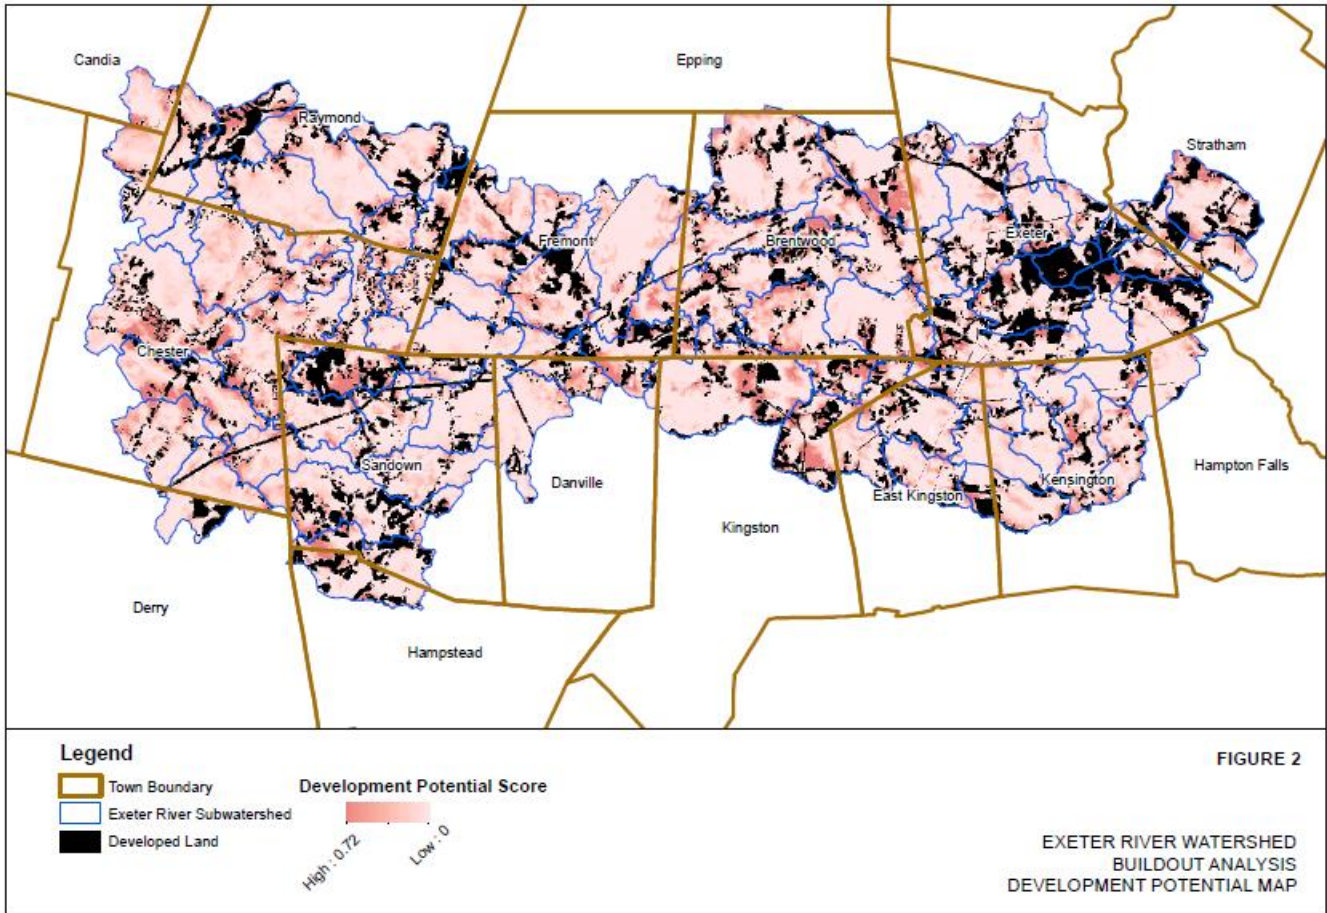 Candia
Epping
Raymond
Stratham
Fremont
Brentwood
Exeter
Chester
Sandown
Danville
East Kingston
Kensington
Hampton Falls
Kingston
Derry
Hampstead
Legend
Town Boundary
Exeter River Subwatershed
Developed Land
Development Potential Score
High : 0.72
Low : 0
FIGURE 2
EXETER RIVER WATERSHED
BUILDOUT ANALYSIS
DEVELOPMENT POTENTIAL MAP